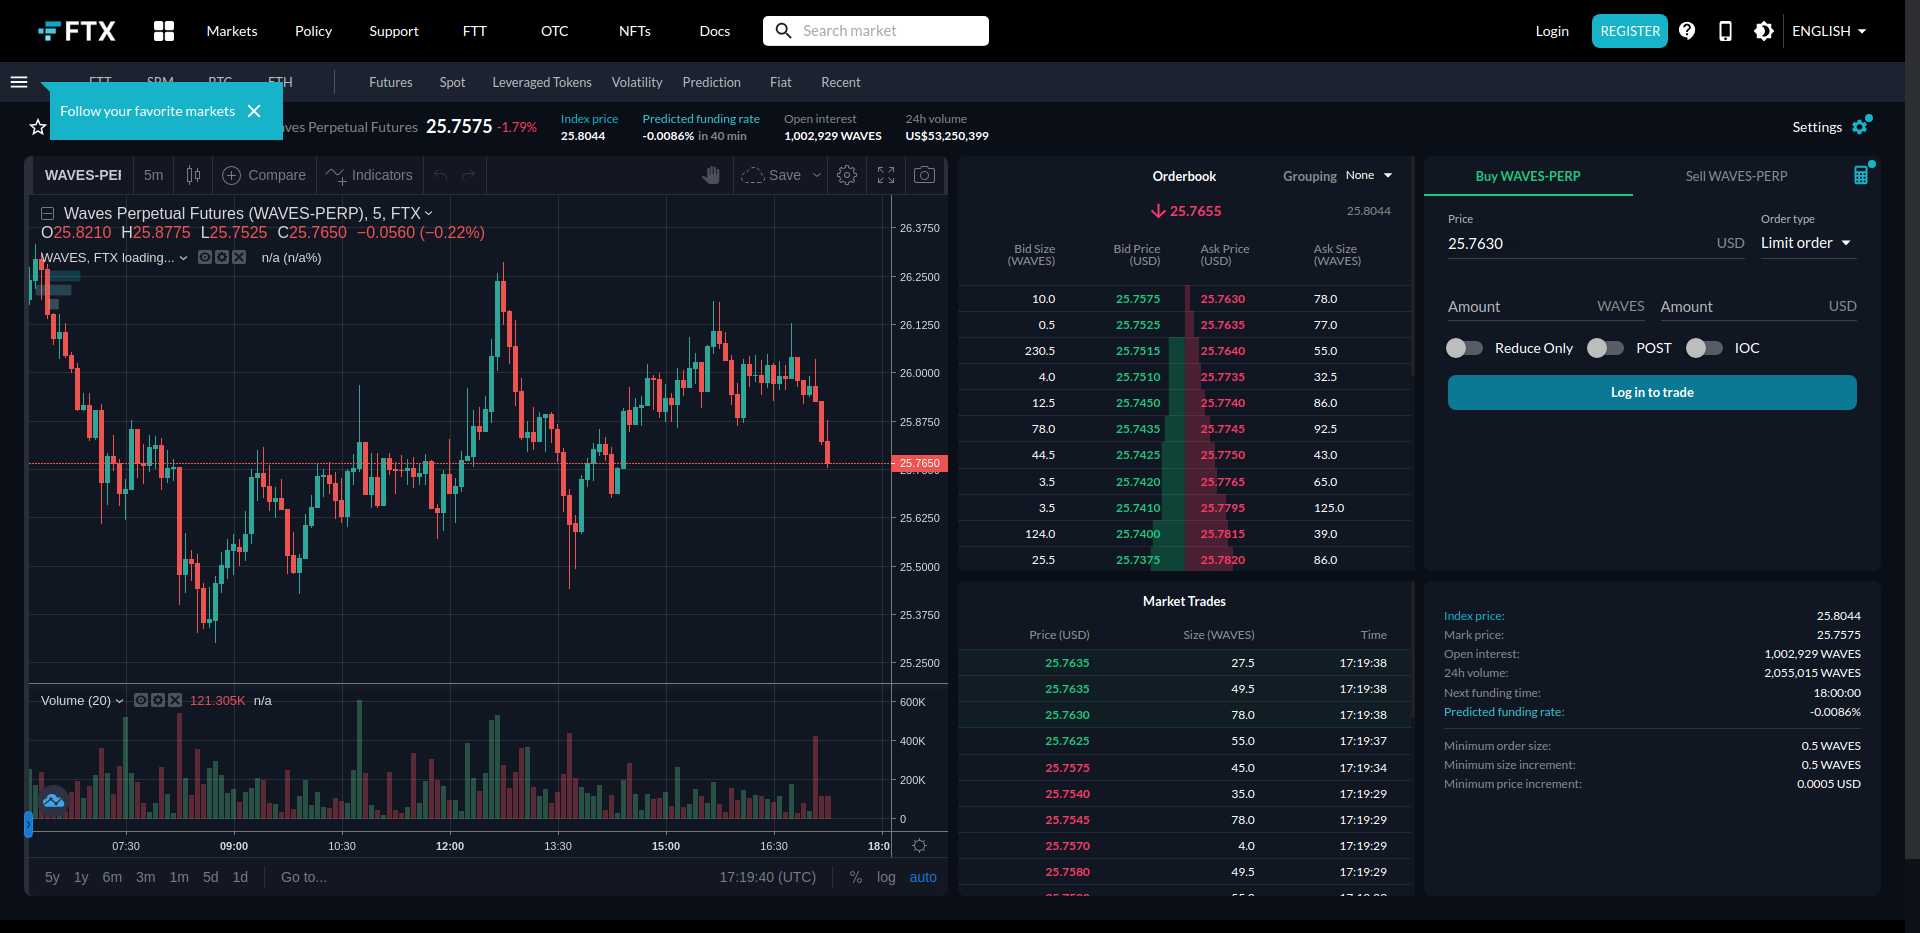 FTX
Markets Policy Support FTT OTC NFTs Docs Search market Login REGISTER ENGLISH
FTT SRM BTC ETH Futures Spot Leveraged Tokens Volatility Prediction Fiat Recent
Follow your favorite markets
Perpetual Futures 25.7575 -1.79%
Index price
25.8044
Predicted funding rate
-0.0086% in 40 min
Open interest
1,002,929 WAVES
24h volume
US$53,250,399
Settings
WAVES-PEI 5m Compare Indicators Save
Waves Perpetual Futures (WAVES-PERP), 5, FTX
O25.8210 H25.8775 L25.7525 C25.7650 −0.0560 (−0.22%)
WAVES, FTX loading... n/a (n/a%)
26.3750
26.2500
26.1250
26.0000
25.8750
25.7650
25.6250
25.5000
25.3750
25.2500
Volume (20) 121.305K n/a
600K
400K
200K
0
07:30 09:00 10:30 12:00 13:30 15:00 16:30 18:0
5y 1y 6m 3m 1m 5d 1d Go to... 17:19:40 (UTC) % log auto
Orderbook Grouping None
25.7655 25.8044
Bid Size (WAVES) Bid Price (USD) Ask Price (USD) Ask Size (WAVES)
10.0 25.7575 25.7630 78.0
0.5 25.7525 25.7635 77.0
230.5 25.7515 25.7640 55.0
4.0 25.7510 25.7735 32.5
12.5 25.7450 25.7740 86.0
78.0 25.7435 25.7745 92.5
44.5 25.7425 25.7750 43.0
3.5 25.7420 25.7765 65.0
3.5 25.7410 25.7795 125.0
124.0 25.7400 25.7815 39.0
25.5 25.7375 25.7820 86.0
Market Trades
Price (USD) Size (WAVES) Time
25.7635 27.5 17:19:38
25.7635 49.5 17:19:38
25.7630 78.0 17:19:38
25.7625 55.0 17:19:37
25.7575 45.0 17:19:34
25.7540 35.0 17:19:29
25.7545 78.0 17:19:29
25.7570 4.0 17:19:29
25.7580 49.5 17:19:29
Buy WAVES-PERP Sell WAVES-PERP
Price Order type
25.7630 USD Limit order
Amount WAVES Amount USD
Reduce Only POST IOC
Log in to trade
Index price: 25.8044
Mark price: 25.7575
Open interest: 1,002,929 WAVES
24h volume: 2,055,015 WAVES
Next funding time: 18:00:00
Predicted funding rate: -0.0086%
Minimum order size: 0.5 WAVES
Minimum size increment: 0.5 WAVES
Minimum price increment: 0.0005 USD